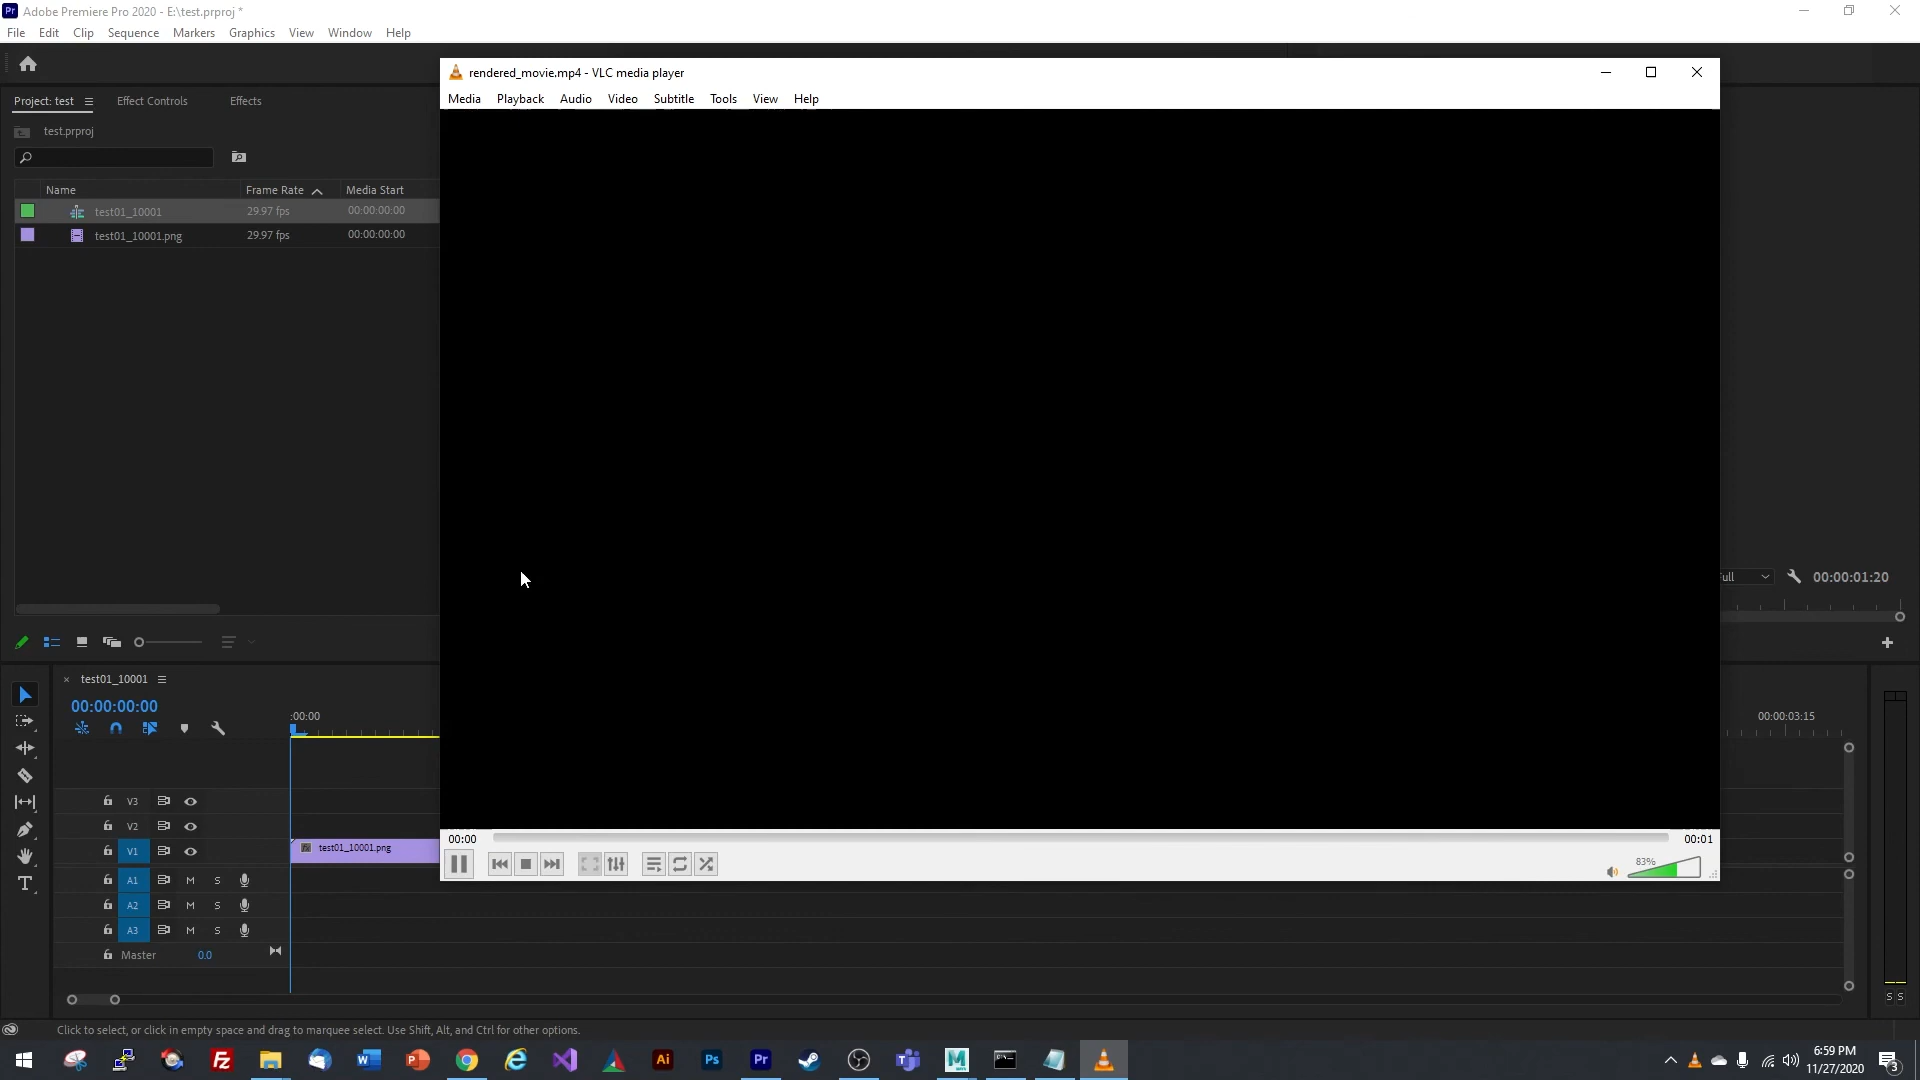 Pr Adobe Premiere Pro 2020 - E:\test.prproj *
File Edit Clip Sequence Markers Graphics View Window Help
rendered_movie.mp4 - VLC media player
Media Playback Audio Video Subtitle Tools View Help
Project: test Effect Controls Effects
test.prproj
Name Frame Rate Media Start
test01_10001 29.97 fps 00:00:00:00
test01_10001.png 29.97 fps 00:00:00:00
00:00:01:20
test01_10001
00:00:00:00
:00:00
00:00:03:15
V3
V2
V1
test01_10001.png
00:00 00:01
83%
A1 M S
A2 M S
A3 M S
Master 0.0
S S
Click to select, or click in empty space and drag to marquee select. Use Shift, Alt, and Ctrl for other options.
Ai Ps Pr
6:59 PM
11/27/2020
3